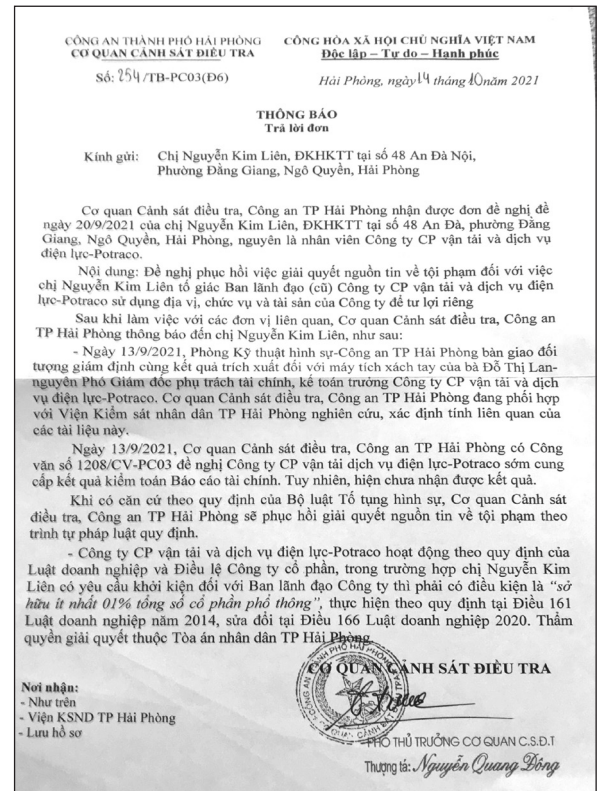 CÔNG AN THÀNH PHỐ HẢI PHÒNG
CƠ QUAN CẢNH SÁT ĐIỀU TRA
Số: 254/TB-PC03(Đ6)
CỘNG HÒA XÃ HỘI CHỦ NGHĨA VIỆT NAM
Độc lập – Tự do – Hạnh phúc
Hải Phòng, ngày 14 tháng 10 năm 2021
THÔNG BÁO
Trả lời đơn
Kính gửi: Chị Nguyễn Kim Liên, ĐKHKTT tại số 48 An Đà Nội,
Phường Đằng Giang, Ngô Quyền, Hải Phòng
Cơ quan Cảnh sát điều tra, Công an TP Hải Phòng nhận được đơn đề nghị đề
ngày 20/9/2021 của chị Nguyễn Kim Liên, ĐKHKTT tại số 48 An Đà, phường Đằng
Giang, Ngô Quyền, Hải Phòng, nguyên là nhân viên Công ty CP vận tải và dịch vụ
điện lực-Potraco.
Nội dung: Đề nghị phục hồi việc giải quyết nguồn tin về tội phạm đối với việc
chị Nguyễn Kim Liên tố giác Ban lãnh đạo (cũ) Công ty CP vận tải và dịch vụ điện
lực-Potraco sử dụng địa vị, chức vụ và tài sản của Công ty để tư lợi riêng
Sau khi làm việc với các đơn vị liên quan, Cơ quan Cảnh sát điều tra, Công an
TP Hải Phòng thông báo đến chị Nguyễn Kim Liên, như sau:
- Ngày 13/9/2021, Phòng Kỹ thuật hình sự-Công an TP Hải Phòng bàn giao đối
tượng giám định cùng kết quả trích xuất đối với máy tích xách tay của bà Đỗ Thị Lan-
nguyên Phó Giám đốc phụ trách tài chính, kế toán trưởng Công ty CP vận tải và dịch
vụ điện lực-Potraco. Cơ quan Cảnh sát điều tra, Công an TP Hải Phòng đang phối hợp
với Viện Kiểm sát nhân dân TP Hải Phòng nghiên cứu, xác định tính liên quan của
các tài liệu này.
Ngày 13/9/2021, Cơ quan Cảnh sát điều tra, Công an TP Hải Phòng có Công
văn số 1208/CV-PC03 đề nghị Công ty CP vận tải dịch vụ điện lực-Potraco sớm cung
cấp kết quả kiểm toán Báo cáo tài chính. Tuy nhiên, hiện chưa nhận được kết quả.
Khi có căn cứ theo quy định của Bộ luật Tố tụng hình sự, Cơ quan Cảnh sát
điều tra, Công an TP Hải Phòng sẽ phục hồi giải quyết nguồn tin về tội phạm theo
trình tự pháp luật quy định.
- Công ty CP vận tải và dịch vụ điện lực-Potraco hoạt động theo quy định của
Luật doanh nghiệp và Điều lệ Công ty cổ phần, trong trường hợp chị Nguyễn Kim
Liên có yêu cầu khởi kiện đối với Ban lãnh đạo Công ty thì phải có điều kiện là “sở
hữu ít nhất 01% tổng số cổ phần phổ thông”, thực hiện theo quy định tại Điều 161
Luật doanh nghiệp năm 2014, sửa đổi tại Điều 166 Luật doanh nghiệp 2020. Thẩm
quyền giải quyết thuộc Tòa án nhân dân TP Hải Phòng.
CƠ QUAN CẢNH SÁT ĐIỀU TRA
Nơi nhận:
- Như trên
- Viện KSND TP Hải Phòng
- Lưu hồ sơ
PHÓ THỦ TRƯỞNG CƠ QUAN C.S.Đ.T
Thượng tá: Nguyễn Quang Đông